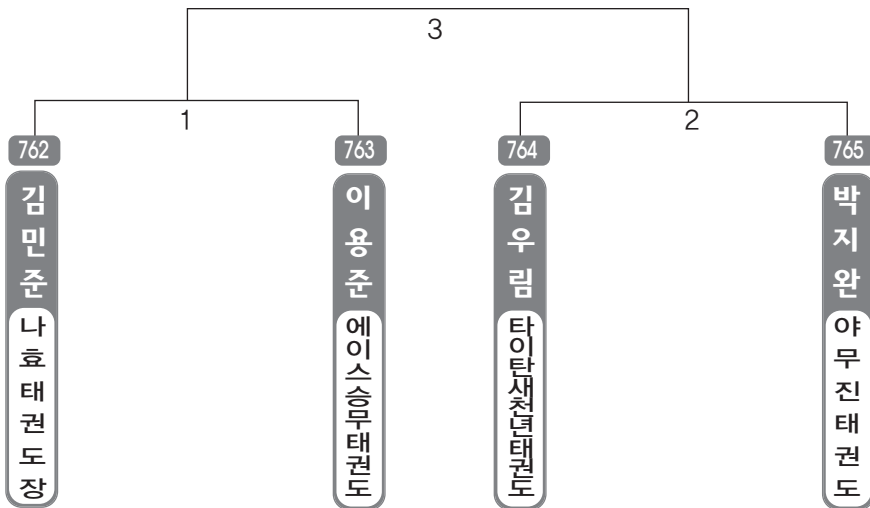 3
1
2
762
763
764
765
김민준
이용준
김우림
박지완
나효태권도장
에이스승무태권도
타이탄새천년태권도
야무진태권도